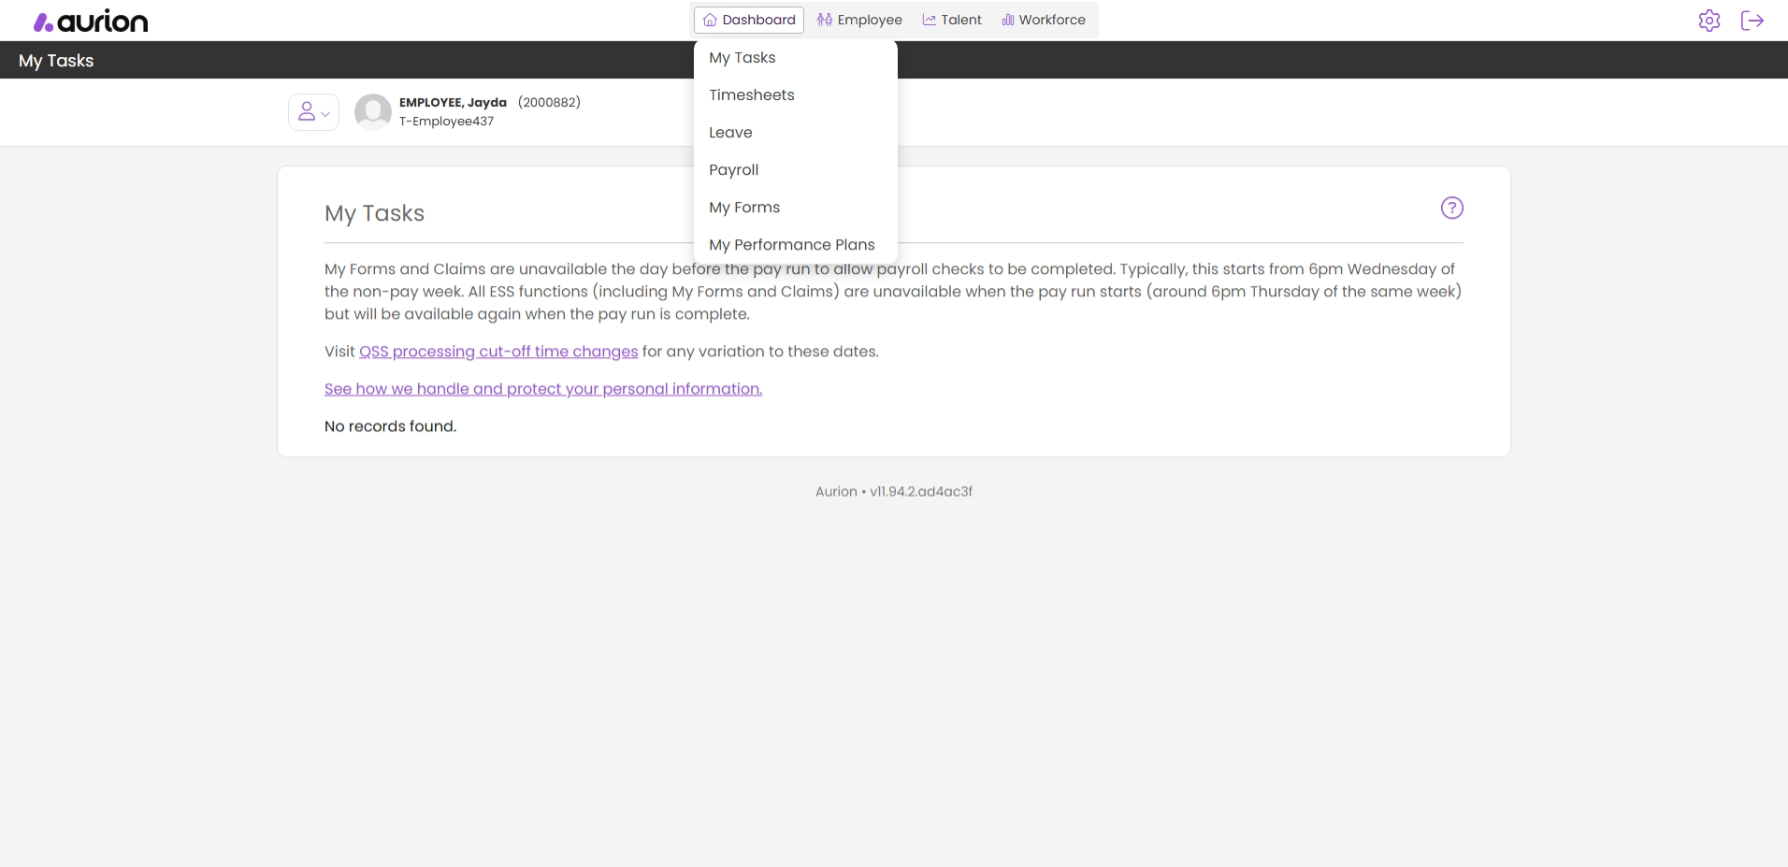 aurion
Dashboard
Employee
Talent
Workforce
My Tasks
My Tasks
Timesheets
Leave
Payroll
My Forms
My Performance Plans
EMPLOYEE, Jayda (2000882)
T-Employee437
My Tasks
?
My Forms and Claims are unavailable the day before the pay run to allow payroll checks to be completed. Typically, this starts from 6pm Wednesday of
the non-pay week. All ESS functions (including My Forms and Claims) are unavailable when the pay run starts (around 6pm Thursday of the same week)
but will be available again when the pay run is complete.
Visit QSS processing cut-off time changes for any variation to these dates.
See how we handle and protect your personal information.
No records found.
Aurion • v11.94.2.ad4ac3f